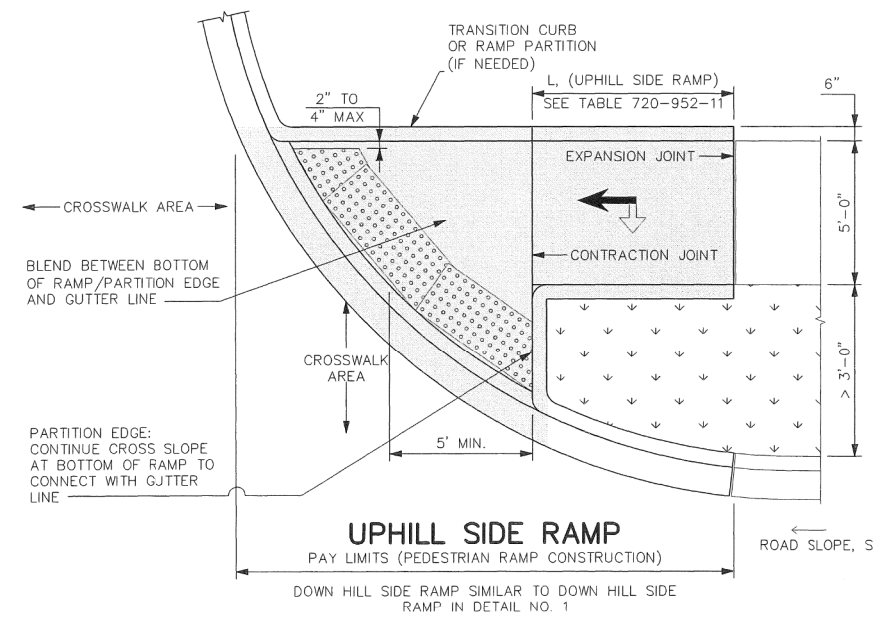 TRANSITION CURB
OR RAMP PARTITION
(IF NEEDED)
L, (UPHILL SIDE RAMP)
SEE TABLE 720-952-11
6"
2" TO
4" MAX
EXPANSION JOINT
CROSSWALK AREA
5'-0"
CONTRACTION JOINT
BLEND BETWEEN BOTTOM
OF RAMP/PARTITION EDGE
AND GUTTER LINE
CROSSWALK
AREA
> 3'-0"
PARTITION EDGE:
CONTINUE CROSS SLOPE
AT BOTTOM OF RAMP TO
CONNECT WITH GJTTER
LINE
5' MIN.
UPHILL SIDE RAMP
PAY LIMITS (PEDESTRIAN RAMP CONSTRUCTION)
ROAD SLOPE, S
DOWN HILL SIDE RAMP SIMILAR TO DOWN HILL SIDE
RAMP IN DETAIL NO. 1